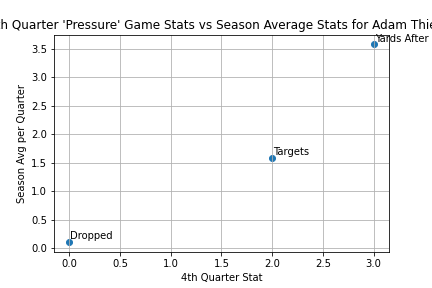 h Quarter 'Pressure' Game Stats vs Season Average Stats for Adam Thie
Yards After
3.5
3.0
2.5
2.0
1.5
1.0
0.5
0.0
Season Avg per Quarter
Targets
Dropped
0.0 0.5 1.0 1.5 2.0 2.5 3.0
4th Quarter Stat